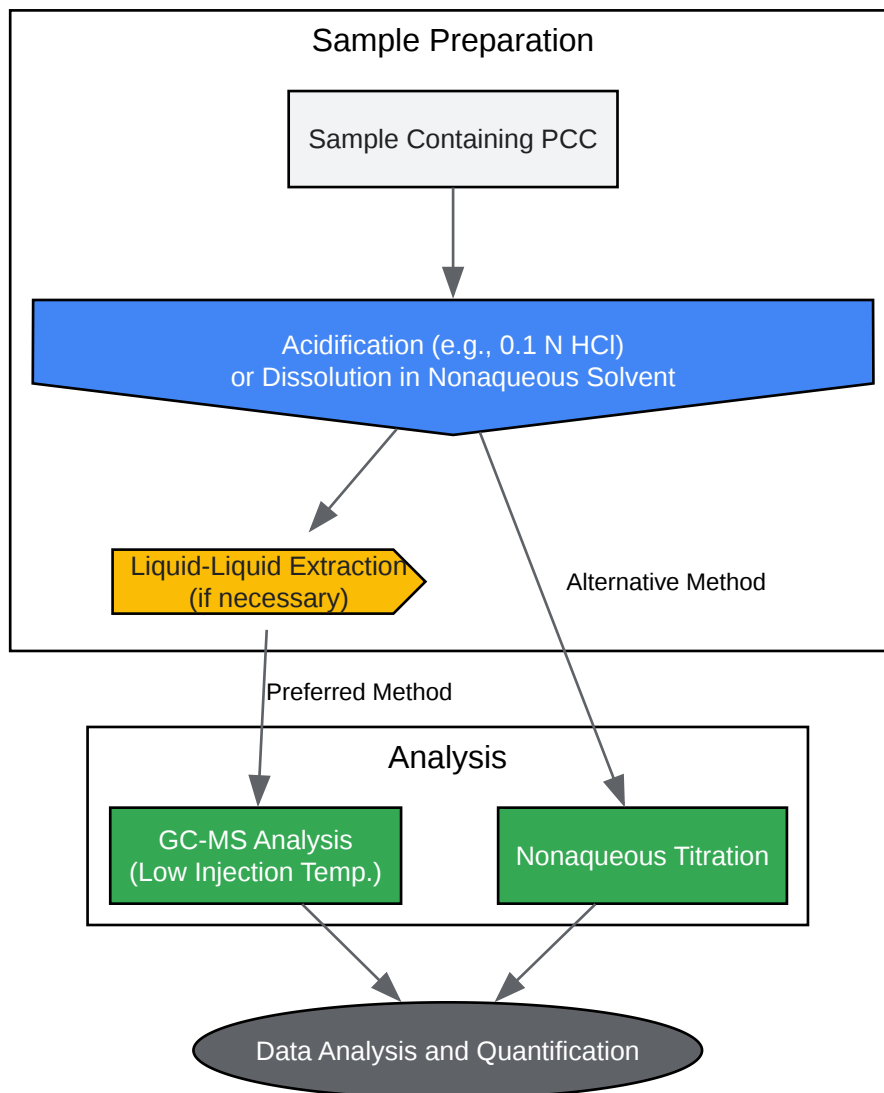 Sample Preparation
Sample Containing PCC
Acidification (e.g., 0.1 N HCl)
or Dissolution in Nonaqueous Solvent
Liquid-Liquid Extraction
(if necessary)
Alternative Method
Preferred Method
Analysis
GC-MS Analysis
(Low Injection Temp.)
Nonaqueous Titration
Data Analysis and Quantification